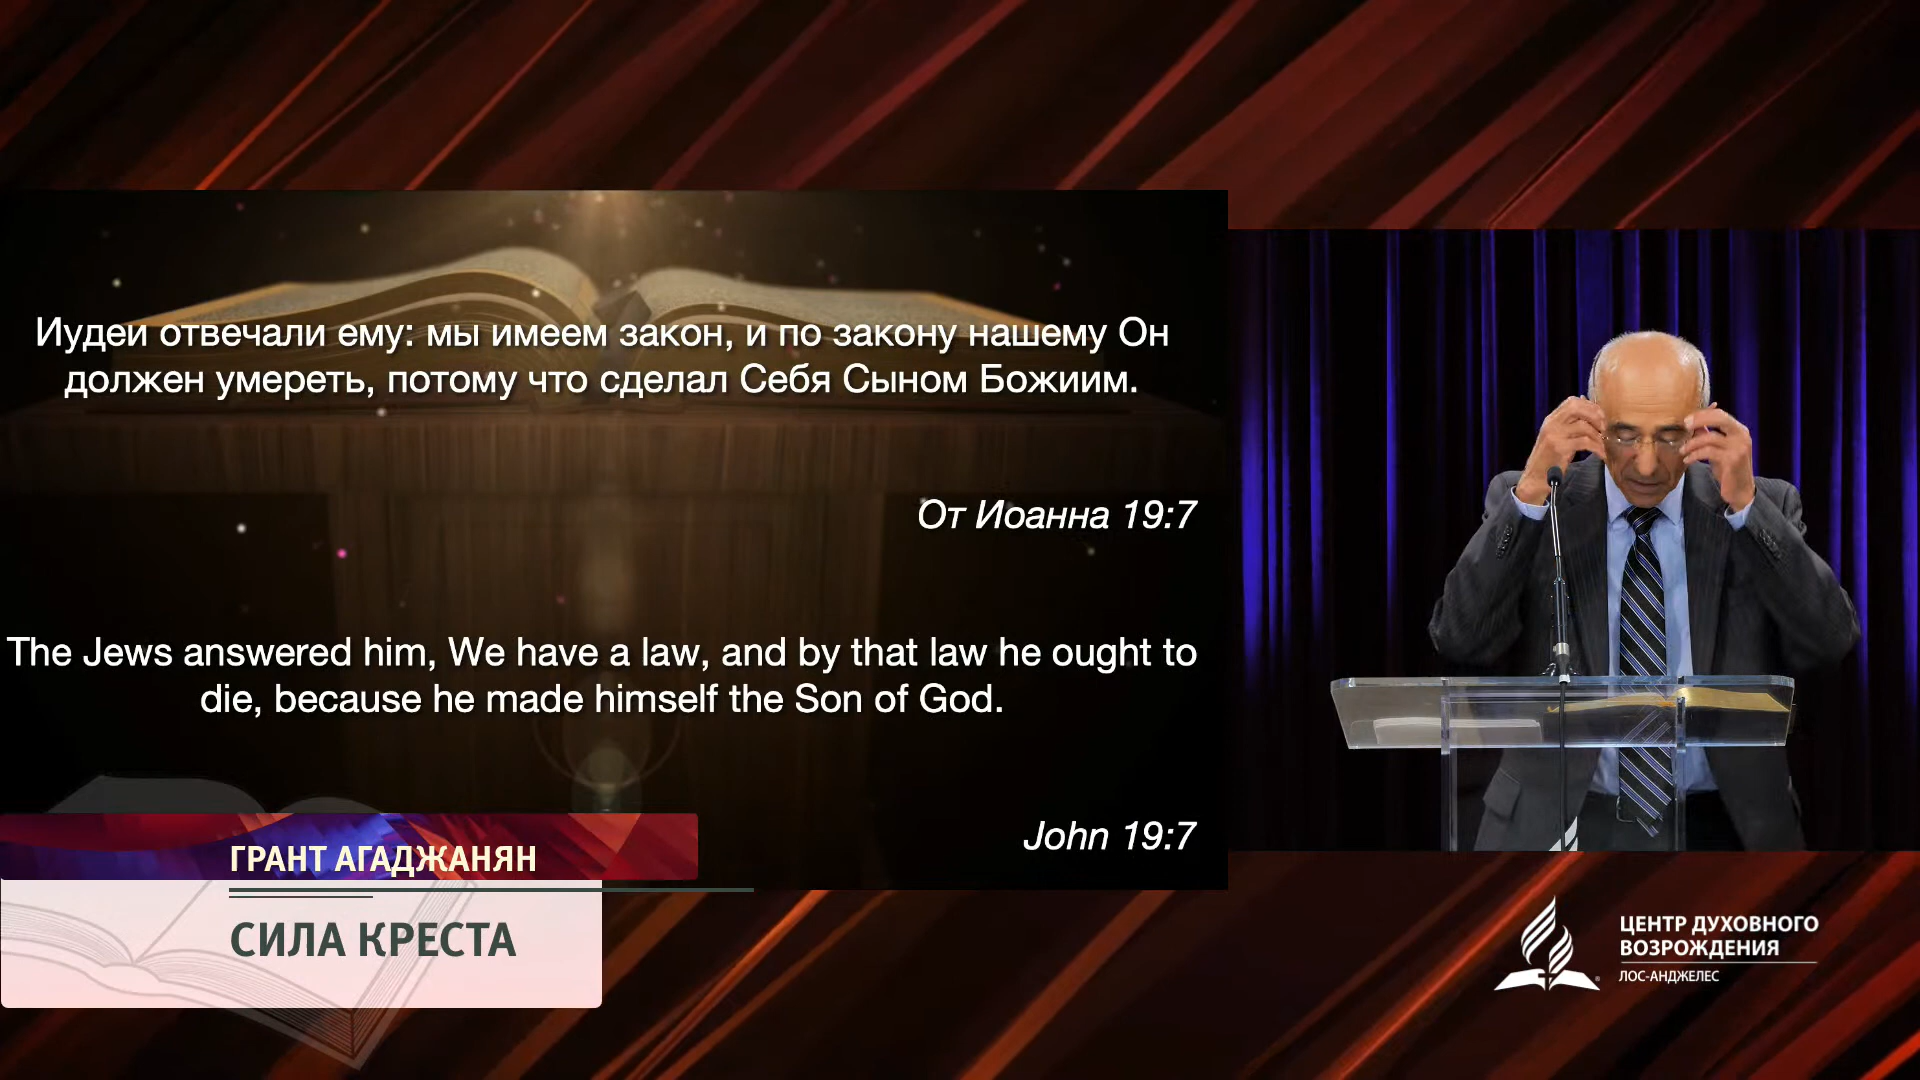 Иудеи отвечали ему: мы имеем закон, и по закону нашему Он
должен умереть, потому что сделал Себя Сыном Божиим.
От Иоанна 19:7
The Jews answered him, We have a law, and by that law he ought to
die, because he made himself the Son of God.
John 19:7
ГРАНТ АГАДЖАНЯН
СИЛА КРЕСТА
ЦЕНТР ДУХОВНОГО
ВОЗРОЖДЕНИЯ
ЛОС-АНДЖЕЛЕС